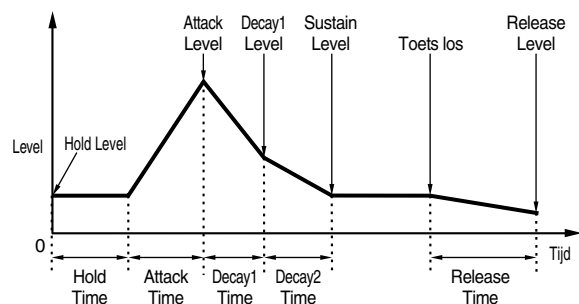 Attack
Level
Decay1
Level
Sustain
Level
Toets los
Release
Level
Level
Hold Level
0
Tijd
Hold
Time
Attack
Time
Decay1
Time
Decay2
Time
Release
Time